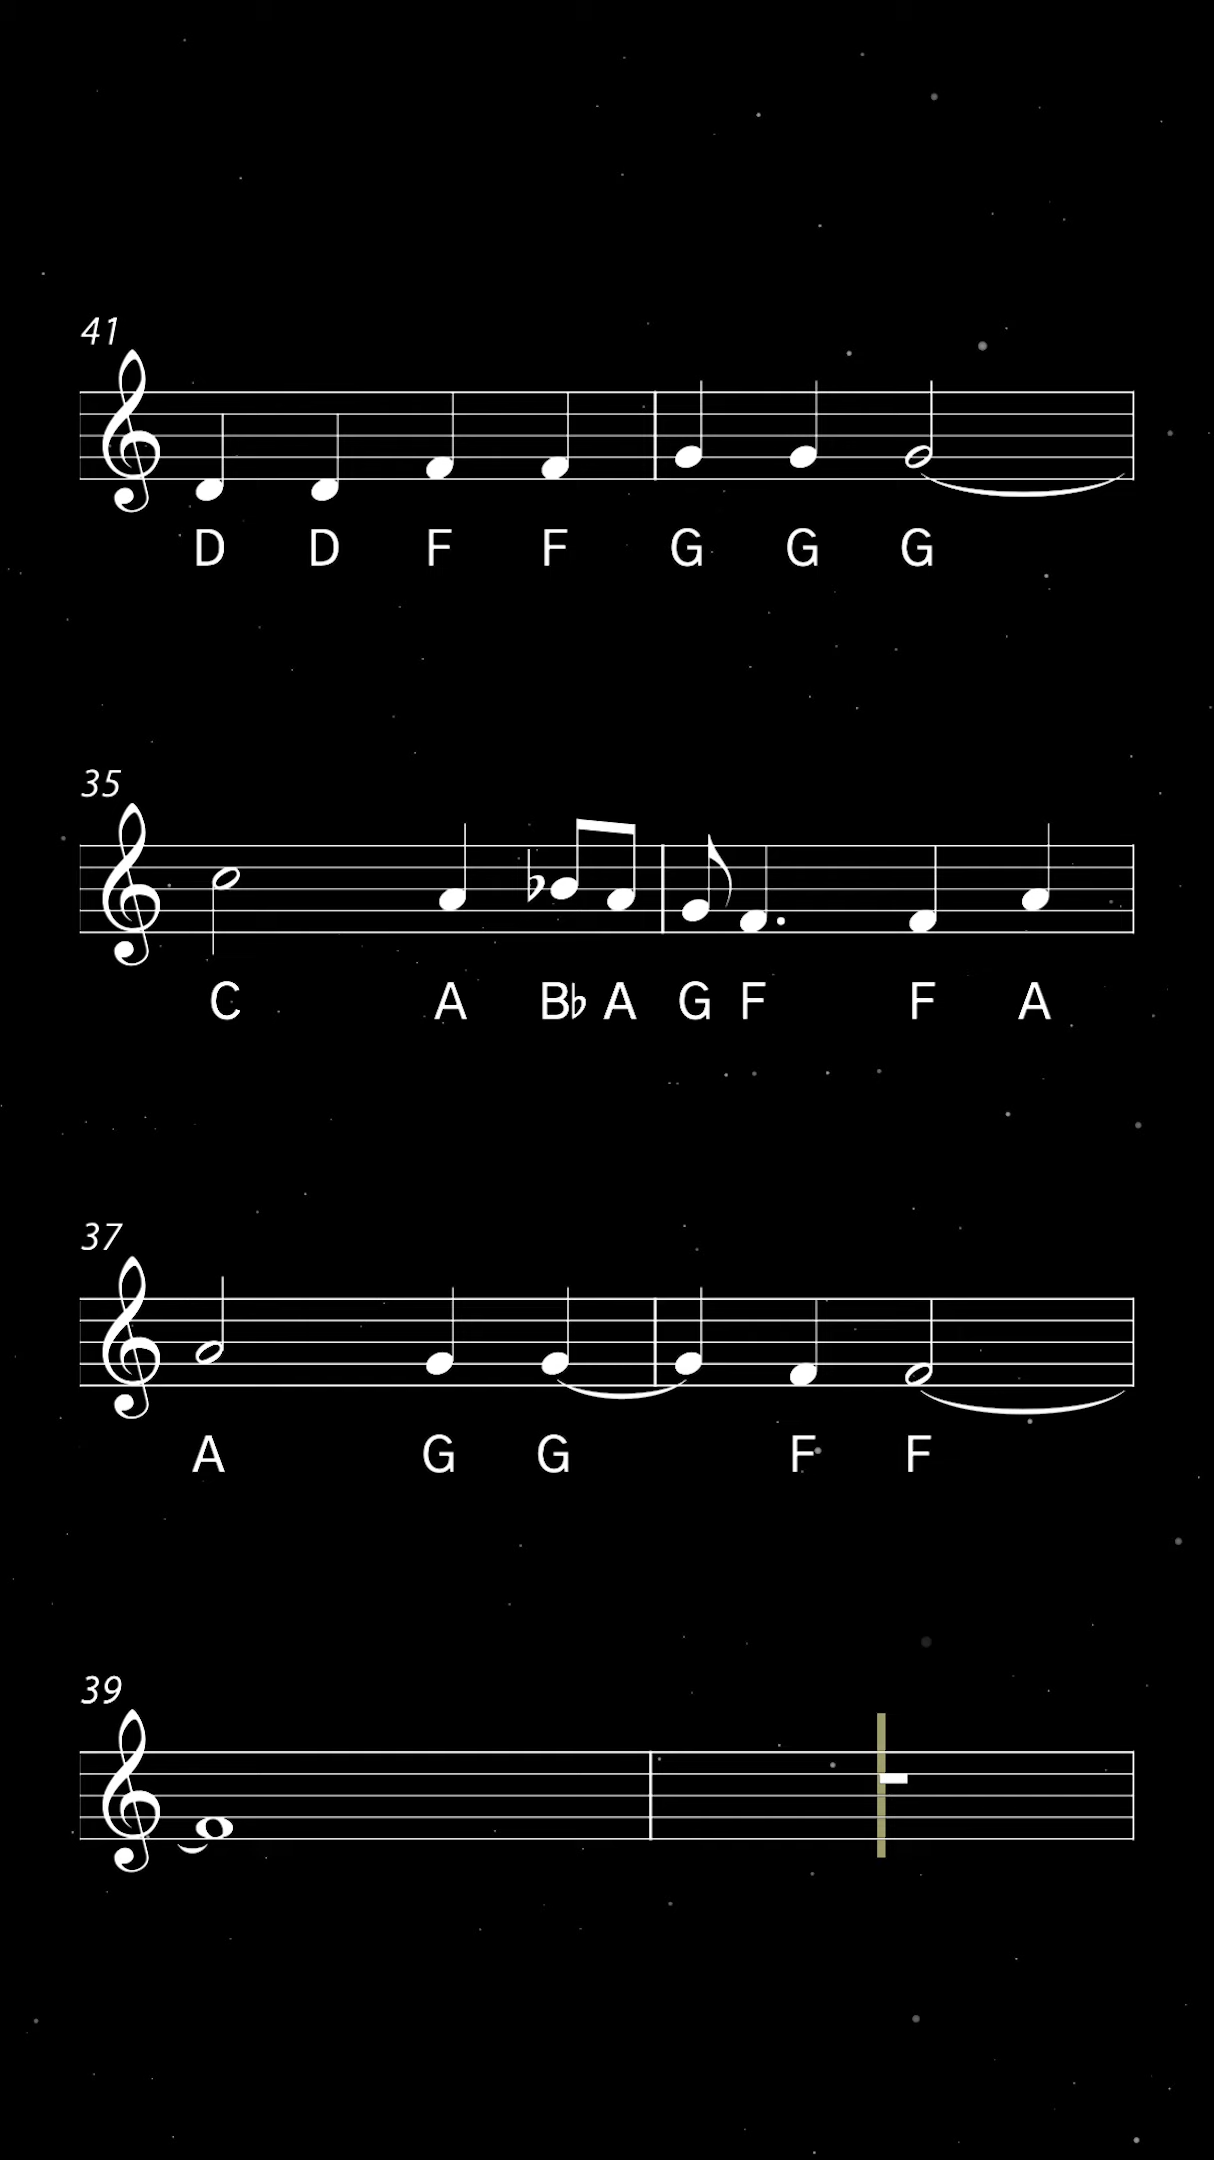 41
D D F F G G G
35
C A B♭ A G F F A
37
A G G F F
39